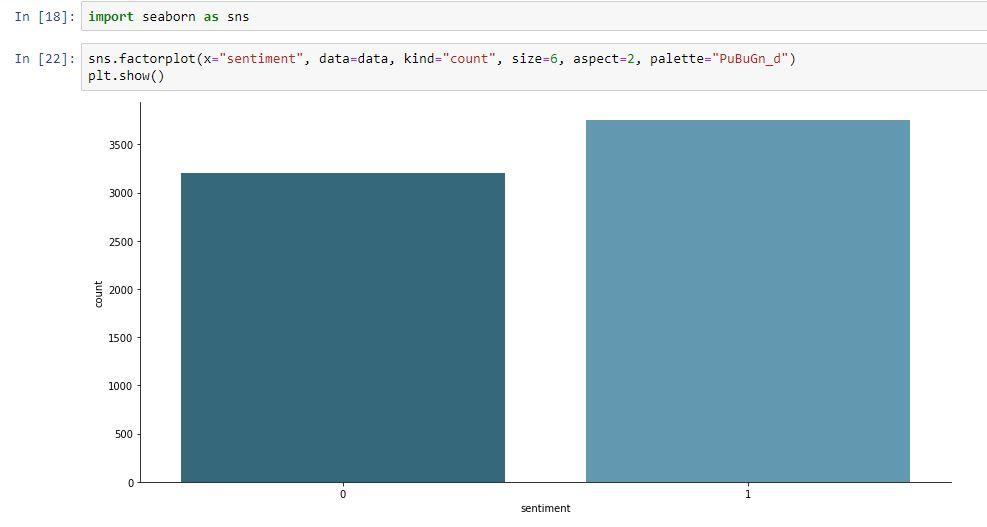 In [18]: import seaborn as sns
In [22]: sns.factorplot(x="sentiment", data=data, kind="count", size=6, aspect=2, palette="PuBuGn_d")
plt.show()
3500
3000
2500
2000
1500
1000
500
0
count
0 1
sentiment